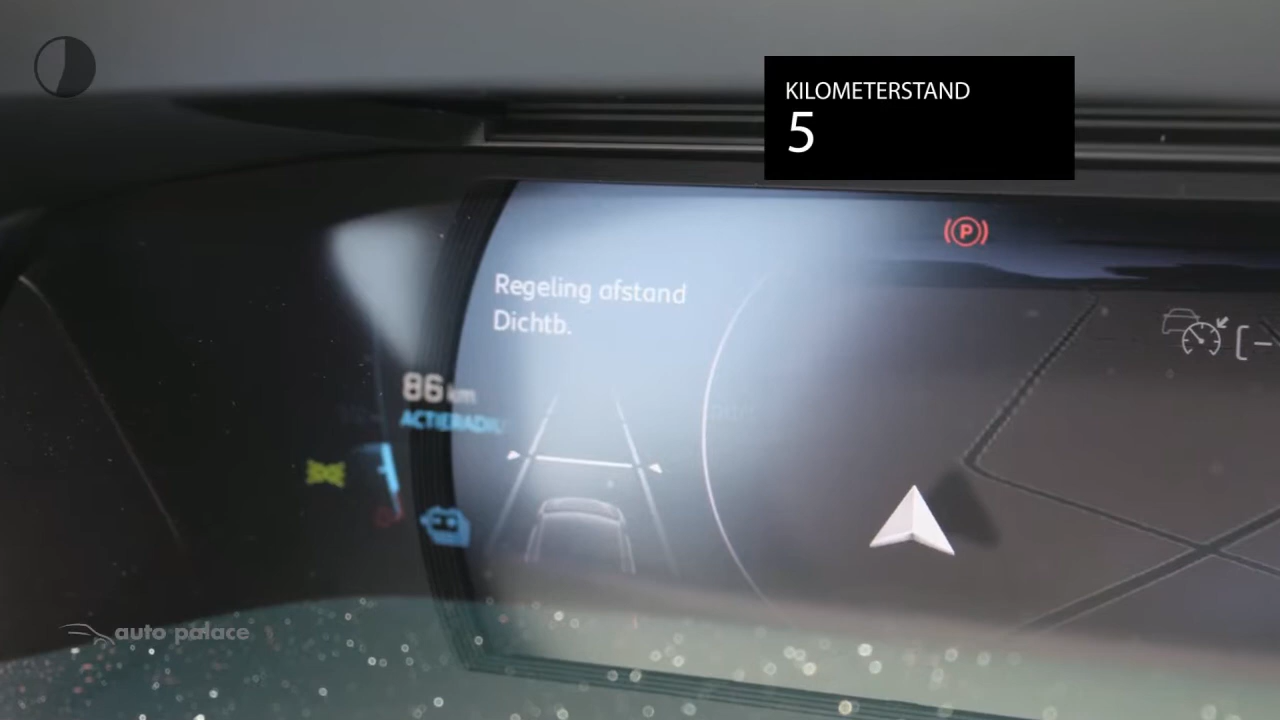 KILOMETERSTAND
5
P
Regeling afstand
Dichtb.
86 km
auto palace